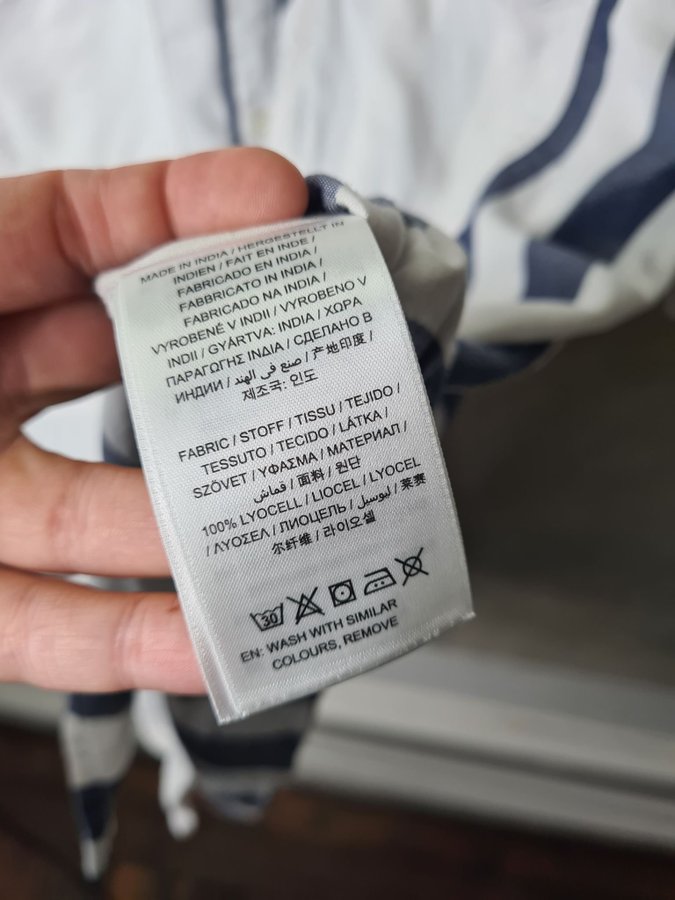 MADE IN INDIA / HERGESTELLT IN
INDIEN / FAIT EN INDE /
FABRICADO EN INDIA /
FABBRICATO IN INDIA /
FABRICADO NA INDIA /
VYROBENÉ V INDII / VYROBENO V
INDII / GYÁRTVA: INDIA / ΧΩΡΑ
ΠΑΡΑΓΩΓΗΣ ΙΝΔΙΑ / СДЕЛАНО В
ИНДИИ / صنع في الهند / 产地印度 /
제조국: 인도
FABRIC / STOFF / TISSU / TEJIDO /
TESSUTO / TECIDO / LÁTKA /
SZÖVET / ΥΦΑΣΜΑ / МАТЕРИАЛ /
قماش / 面料 / 원단
100% LYOCELL / LIOCEL / LYOCEL
/ ΛΥΟΣΕΛ / ЛИОЦЕЛЬ / ليوسيل / 莱赛
尔纤维 / 라이오셀
30
EN: WASH WITH SIMILAR
COLOURS, REMOVE